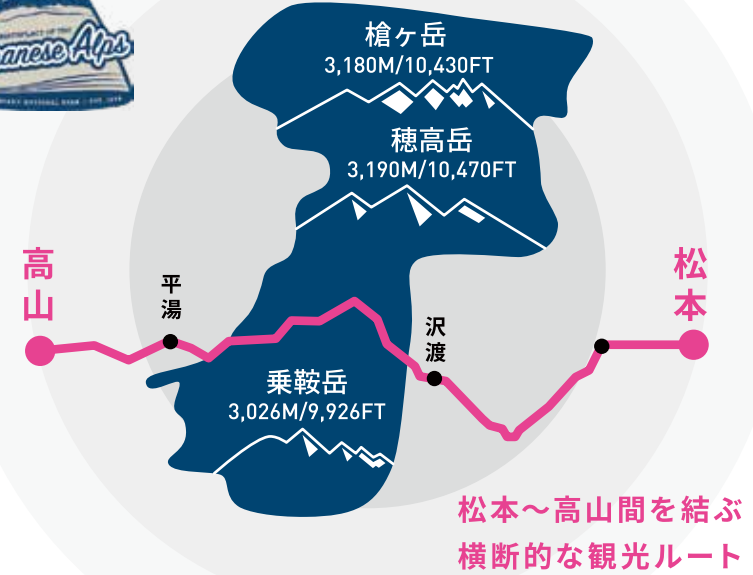 anese Alps
槍ヶ岳
3,180M/10,430FT
穂高岳
3,190M/10,470FT
高山
平湯
沢渡
松本
乗鞍岳
3,026M/9,926FT
松本〜高山間を結ぶ
横断的な観光ルート